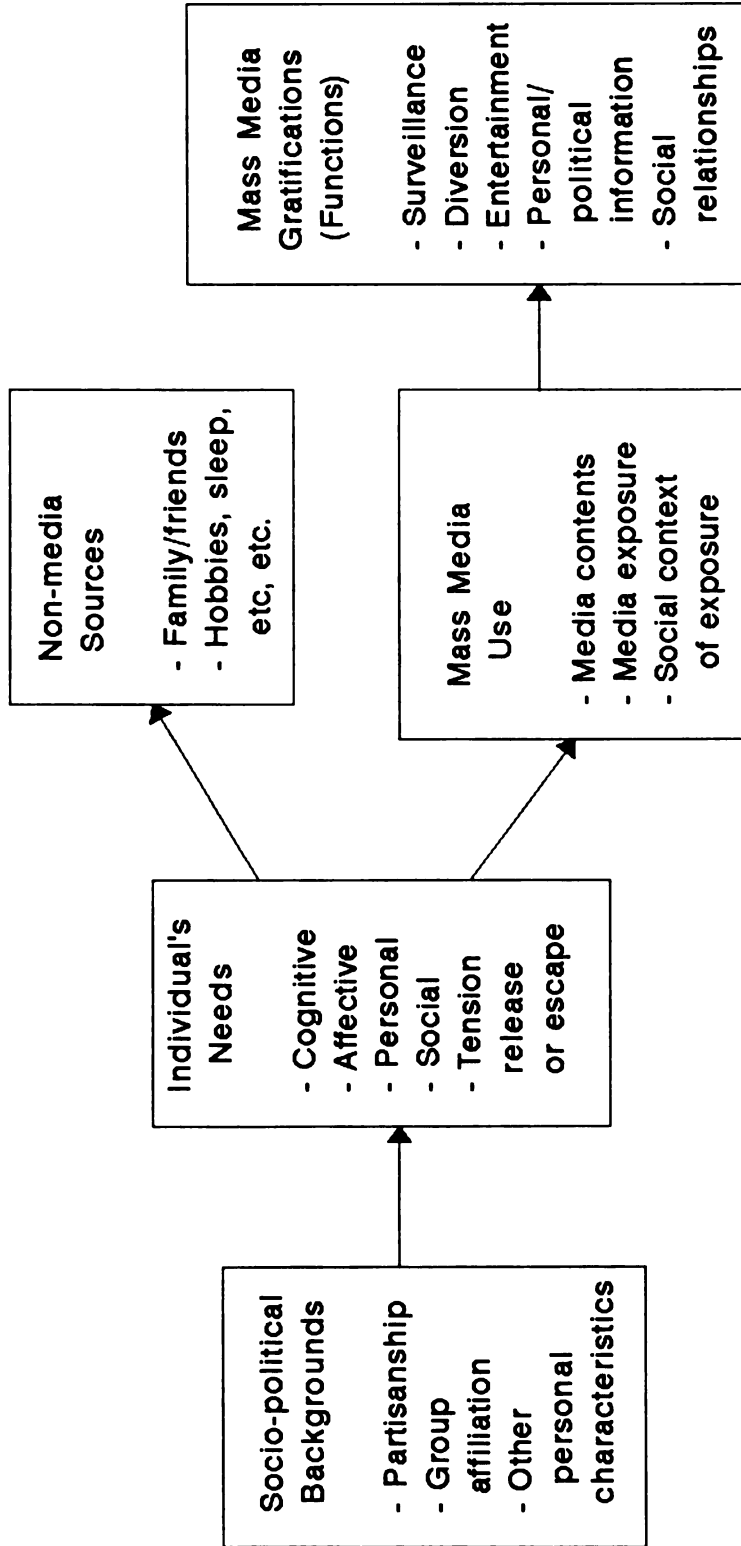 Socio-political
Backgrounds
- Partisanship
- Group
affiliation
- Other
personal
characteristics
Individual's
Needs
- Cognitive
- Affective
- Personal
- Social
- Tension
release
or escape
Non-media
Sources
- Family/friends
- Hobbies, sleep,
etc, etc.
Mass Media
Use
- Media contents
- Media exposure
- Social context
of exposure
Mass Media
Gratifications
(Functions)
- Surveillance
- Diversion
- Entertainment
- Personal/
political
information
- Social
relationships